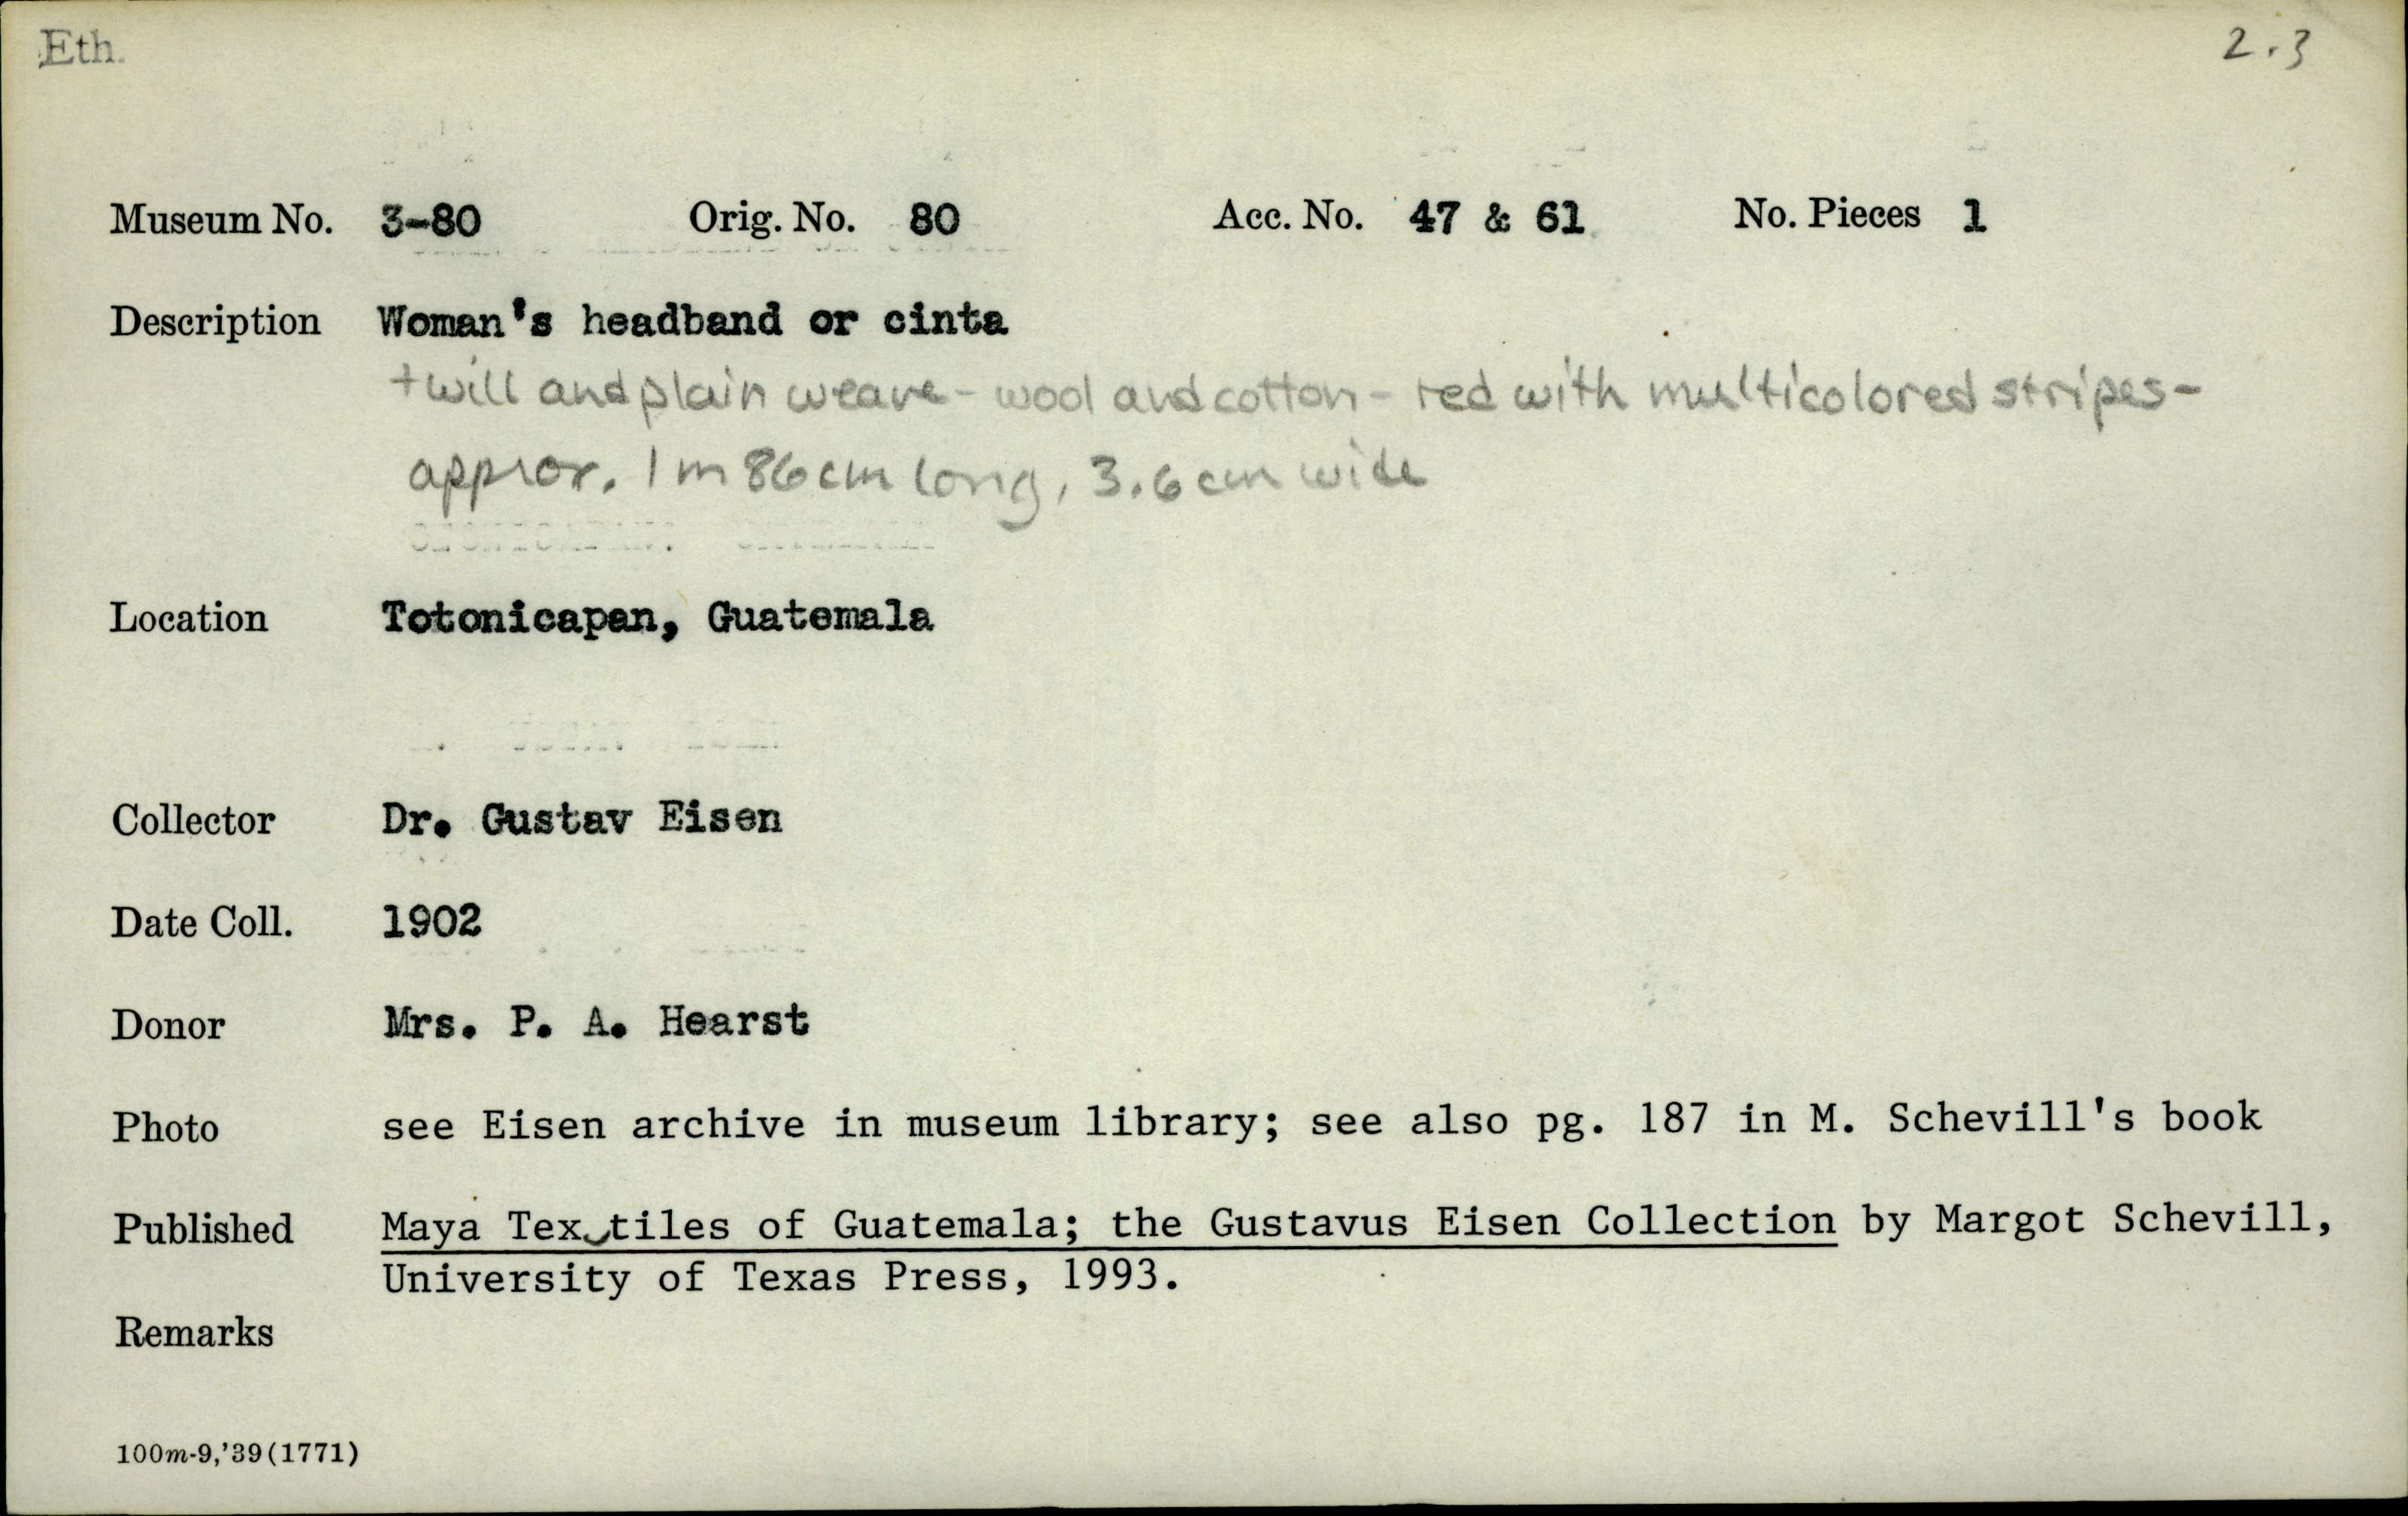 Eth. 2.3
Museum No. 3-80 Orig. No. 80 Acc. No. 47 & 61 No. Pieces 1
Description Woman's headband or cinta
twill and plain weave - wool and cotton - red with multicolored stripes -
approx. 1 m 86 cm long, 3.6 cm wide
Location Totonicapan, Guatemala
Collector Dr. Gustav Eisen
Date Coll. 1902
Donor Mrs. P. A. Hearst
Photo see Eisen archive in museum library; see also pg. 187 in M. Schevill's book
Published Maya Textiles of Guatemala; the Gustavus Eisen Collection by Margot Schevill,
University of Texas Press, 1993.
Remarks
100m-9,'39(1771)